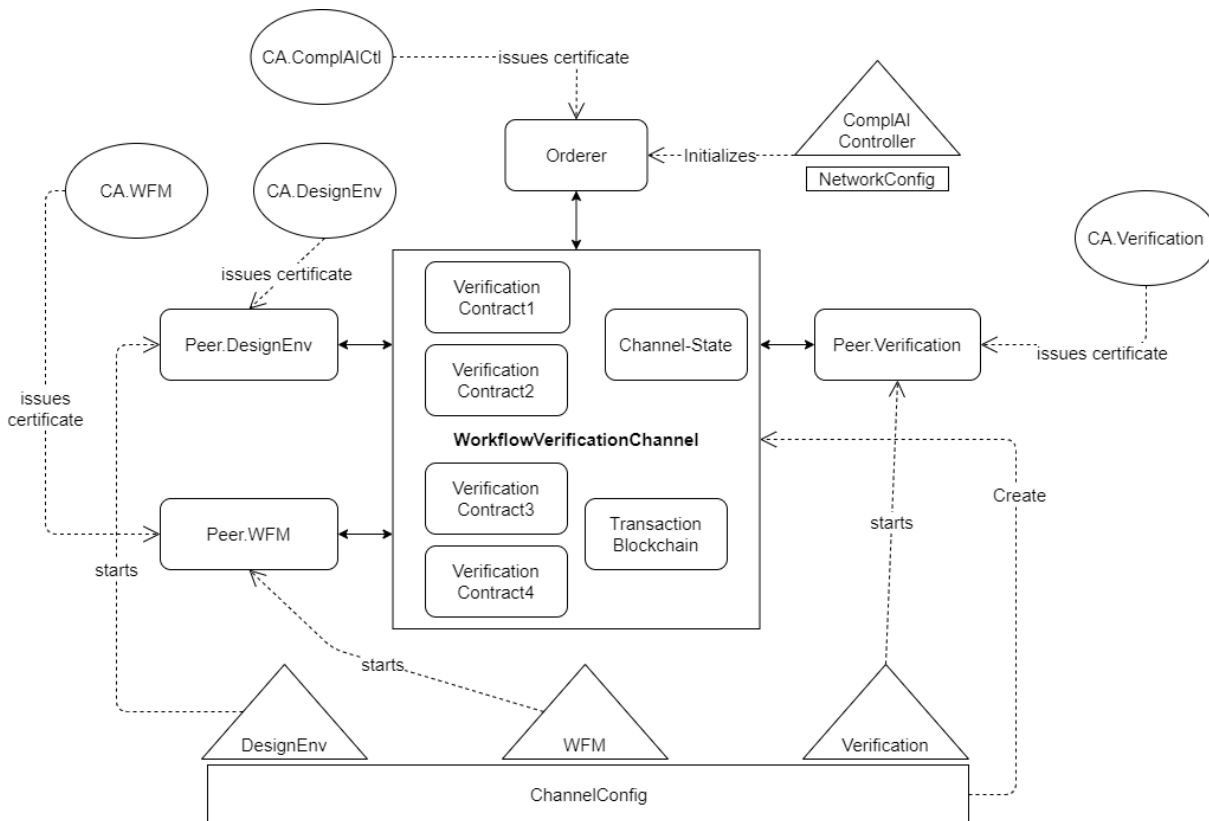 CA.ComplAICtl
issues certificate
ComplAI
Controller
Orderer
Initializes
NetworkConfig
CA.WFM
CA.DesignEnv
CA.Verification
issues certificate
Verification
Contract1
Peer.DesignEnv
Channel-State
Peer.Verification
issues certificate
Verification
Contract2
issues
certificate
WorkflowVerificationChannel
Verification
Contract3
Create
Peer.WFM
Transaction
Blockchain
starts
starts
Verification
Contract4
starts
DesignEnv
WFM
Verification
ChannelConfig